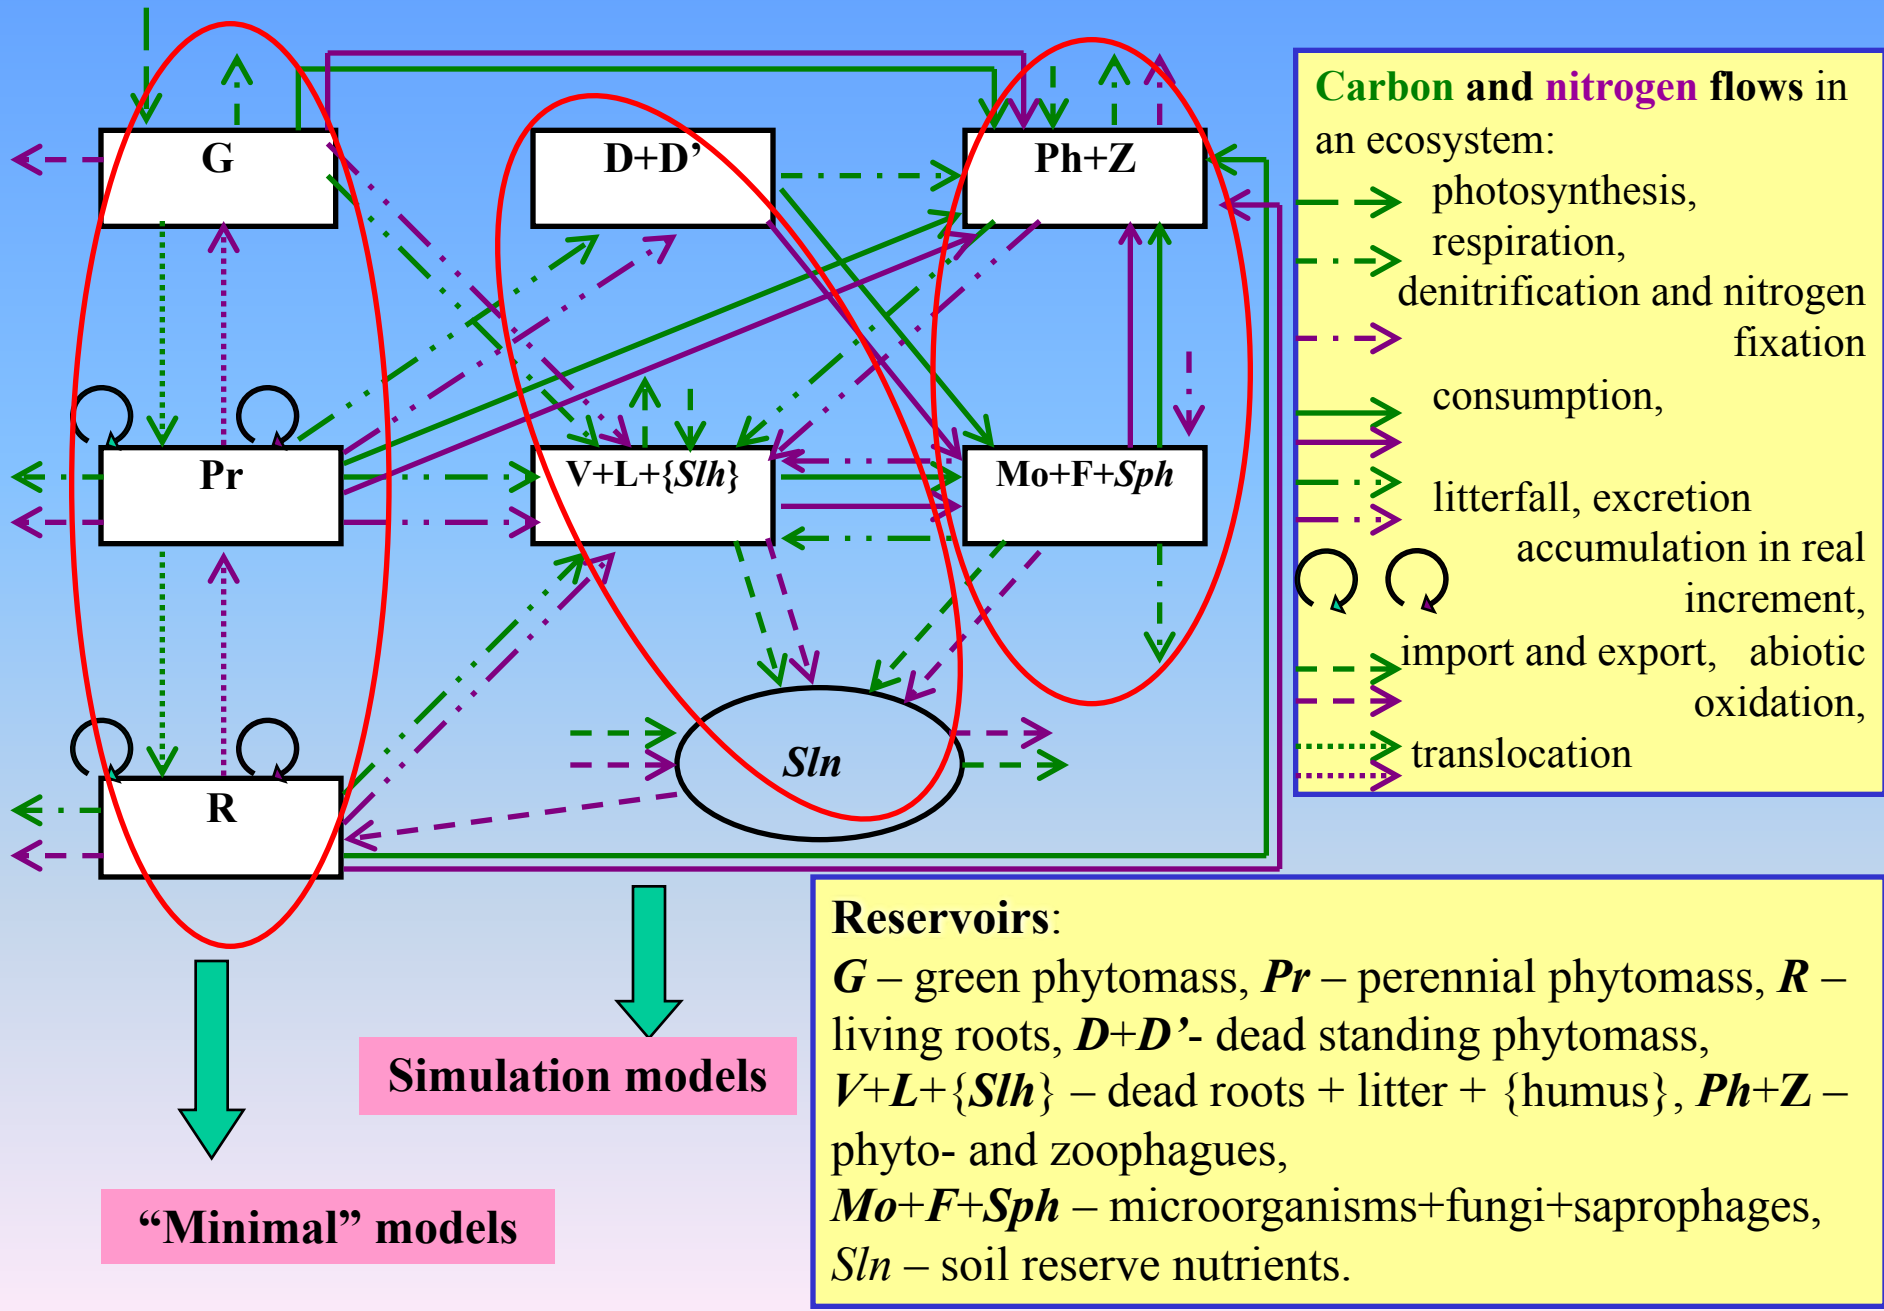 G
D+D’
Ph+Z
Pr
V+L+{Slh}
Mo+F+Sph
R
Sln
Carbon and nitrogen flows in
an ecosystem:
photosynthesis,
respiration,
denitrification and nitrogen
fixation
consumption,
litterfall, excretion
accumulation in real
increment,
import and export, abiotic
oxidation,
translocation
Simulation models
“Minimal” models
Reservoirs:
G – green phytomass, Pr – perennial phytomass, R –
living roots, D+D’- dead standing phytomass,
V+L+{Slh} – dead roots + litter + {humus}, Ph+Z –
phyto- and zoophagues,
Mo+F+Sph – microorganisms+fungi+saprophages,
Sln – soil reserve nutrients.